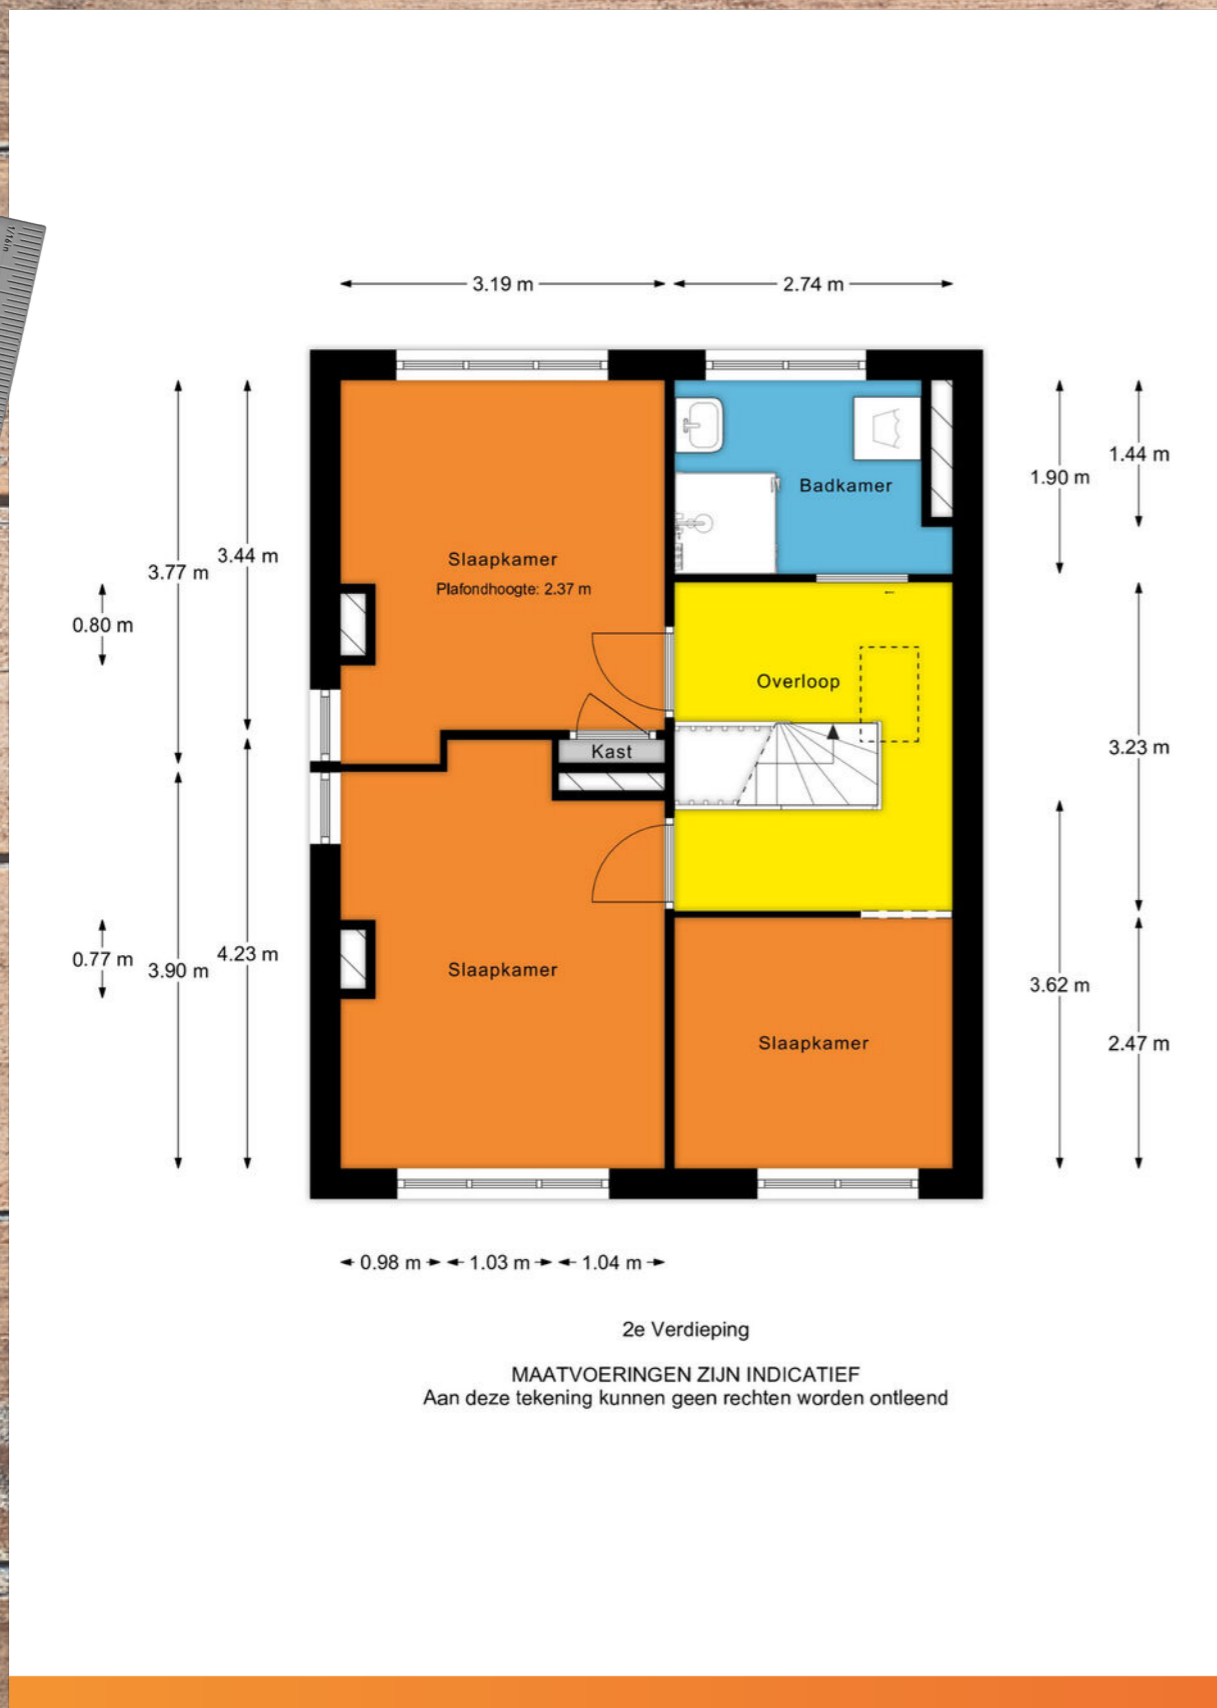 1/16in
3.19 m
2.74 m
1.44 m
1.90 m
Badkamer
3.44 m
3.77 m
Slaapkamer
Plafondhoogte: 2.37 m
0.80 m
Overloop
Kast
3.23 m
4.23 m
0.77 m
3.90 m
Slaapkamer
3.62 m
Slaapkamer
2.47 m
0.98 m
1.03 m
1.04 m
2e Verdieping
MAATVOERINGEN ZIJN INDICATIEF
Aan deze tekening kunnen geen rechten worden ontleend